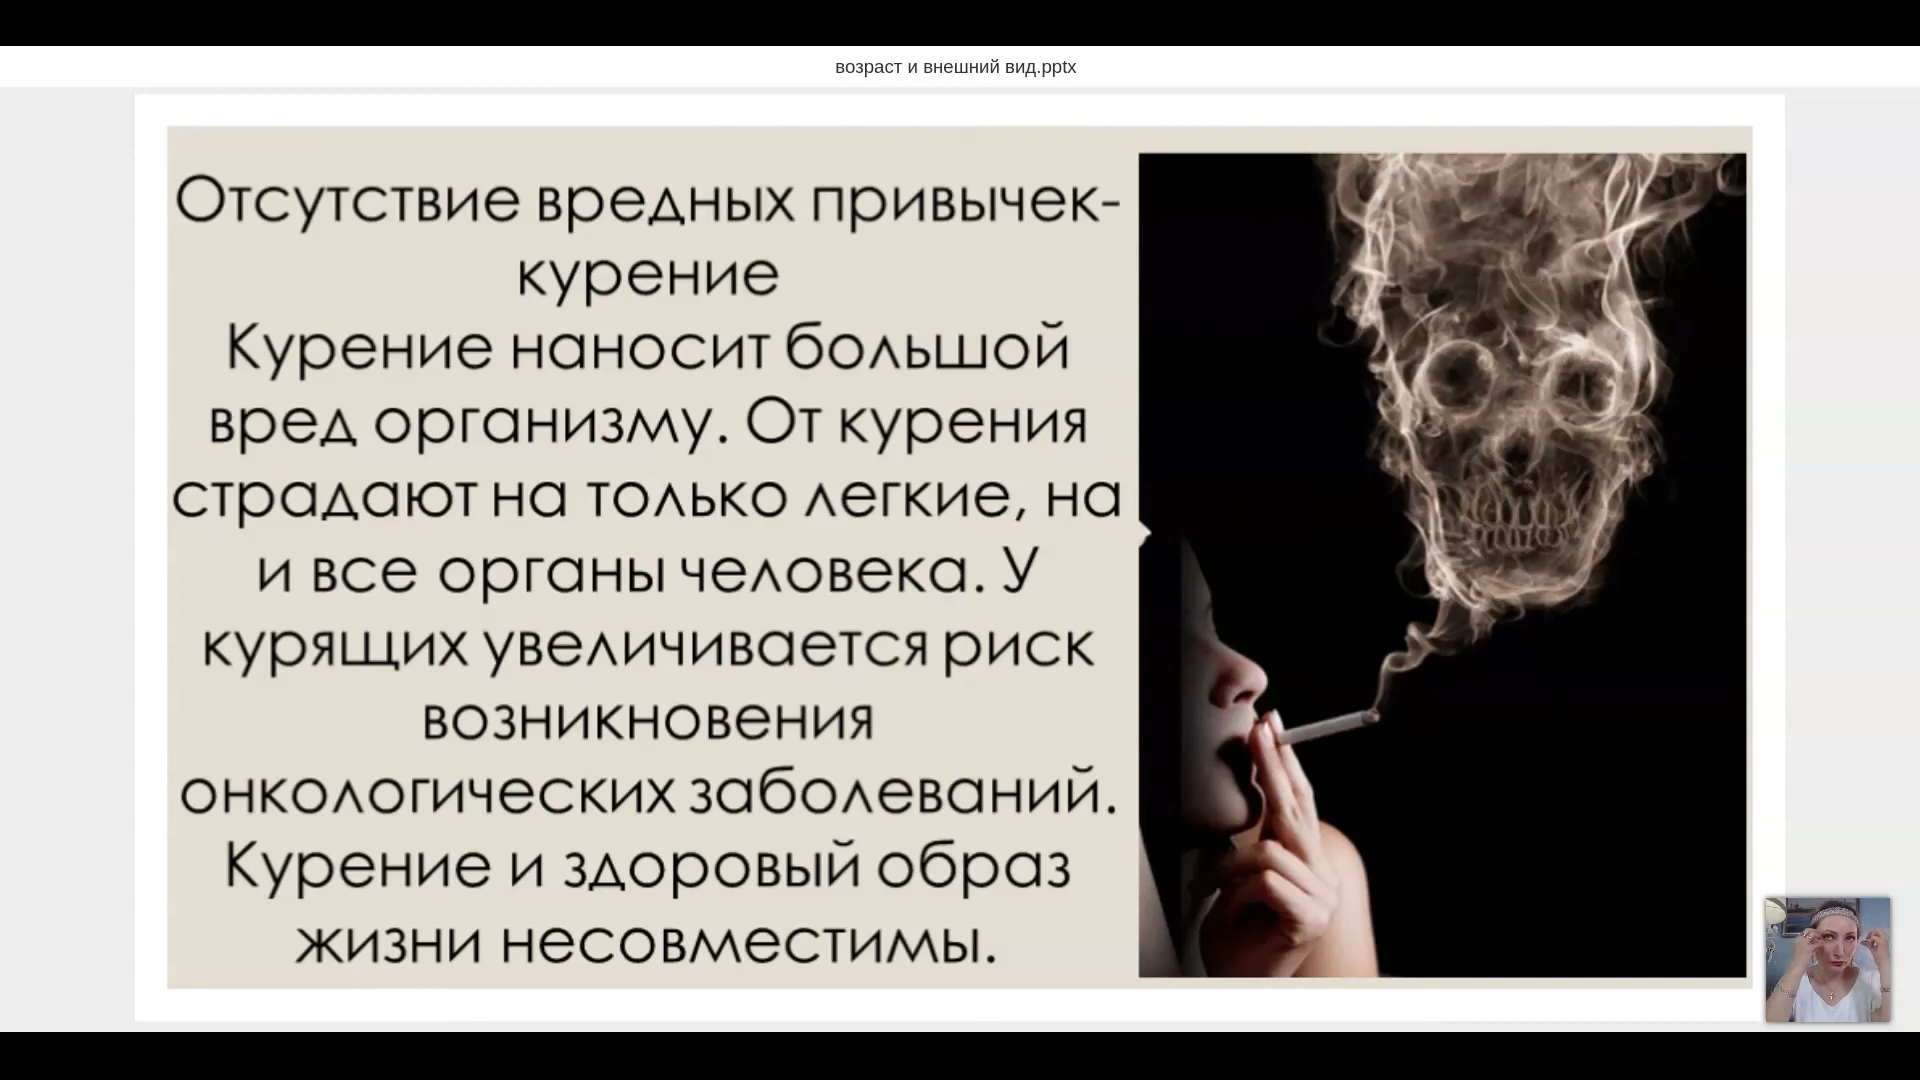 возраст и внешний вид.pptx
Отсутствие вредных привычек-
курение
Курение наносит большой
вред организму. От курения
страдают на только легкие, на
и все органы человека. У
курящих увеличивается риск
возникновения
онкологических заболеваний.
Курение и здоровый образ
жизни несовместимы.